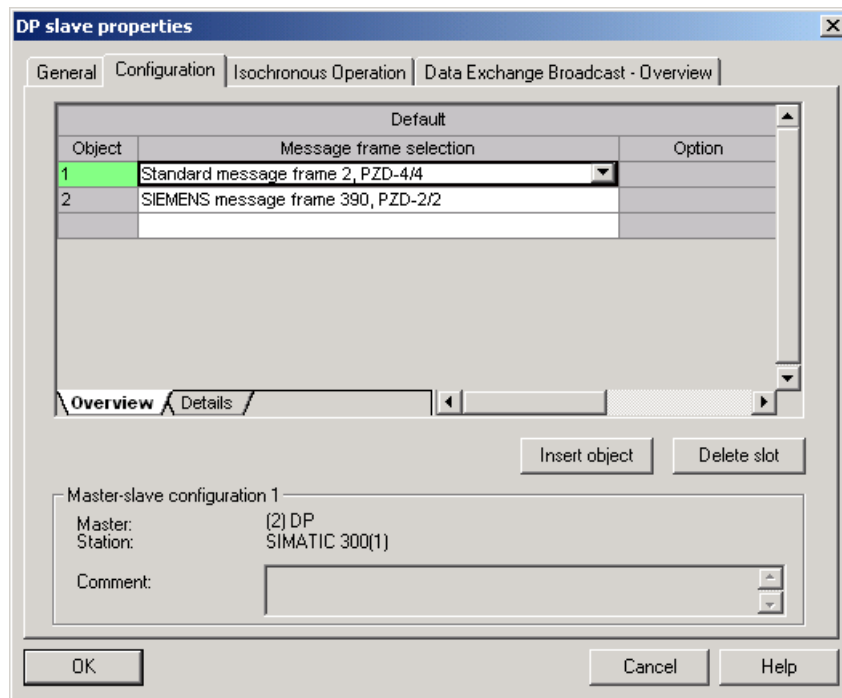 DP slave properties
General Configuration Isochronous Operation Data Exchange Broadcast - Overview
Default
Object Message frame selection Option
1 Standard message frame 2, PZD-4/4
2 SIEMENS message frame 390, PZD-2/2
Overview Details
Insert object Delete slot
Master-slave configuration 1
Master: (2) DP
Station: SIMATIC 300(1)
Comment:
OK Cancel Help